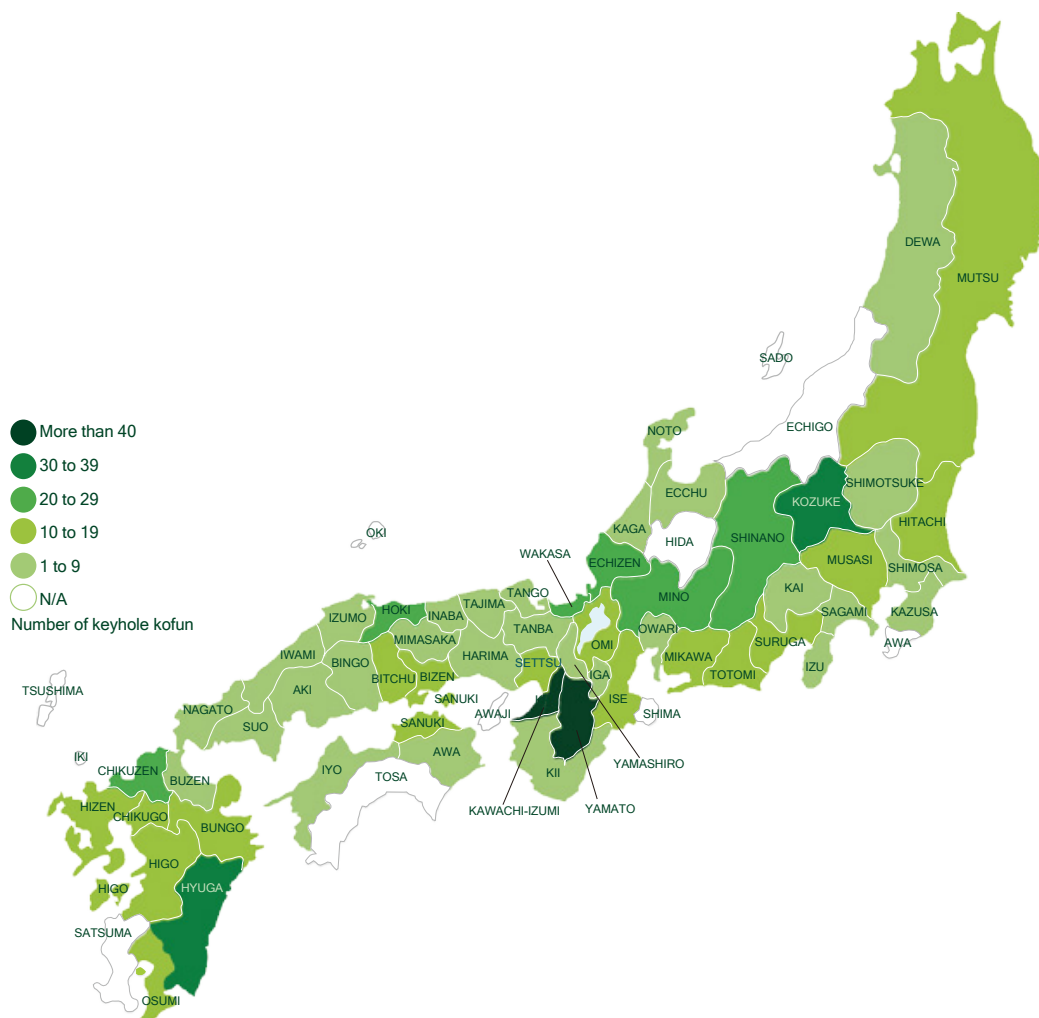 DEWA
MUTSU
SADO
ECHIGO
NOTO
More than 40
30 to 39
20 to 29
10 to 19
1 to 9
N/A
Number of keyhole kofun
ECCHU
SHIMOTSUKE
KOZUKE
KAGA
HITACHI
OKI
HIDA
SHINANO
WAKASA
ECHIZEN
MUSASI
SHIMOSA
KAI
MINO
TANGO
TAJIMA
HOKI
INABA
IZUMO
SAGAMI
KAZUSA
TANBA
OWARI
MIMASAKA
OMI
SURUGA
AWA
IWAMI
BINGO
HARIMA
SETTSU
MIKAWA
IZU
BITCHU
BIZEN
IGA
TOTOMI
TSUSHIMA
AKI
SANUKI
ISE
NAGATO
AWAJI
SHIMA
SUO
SANUKI
IKI
AWA
YAMASHIRO
CHIKUZEN
BUZEN
IYO
TOSA
KII
HIZEN
CHIKUGO
KAWACHI-IZUMI
YAMATO
BUNGO
HIGO
HIGO
HYUGA
SATSUMA
OSUMI